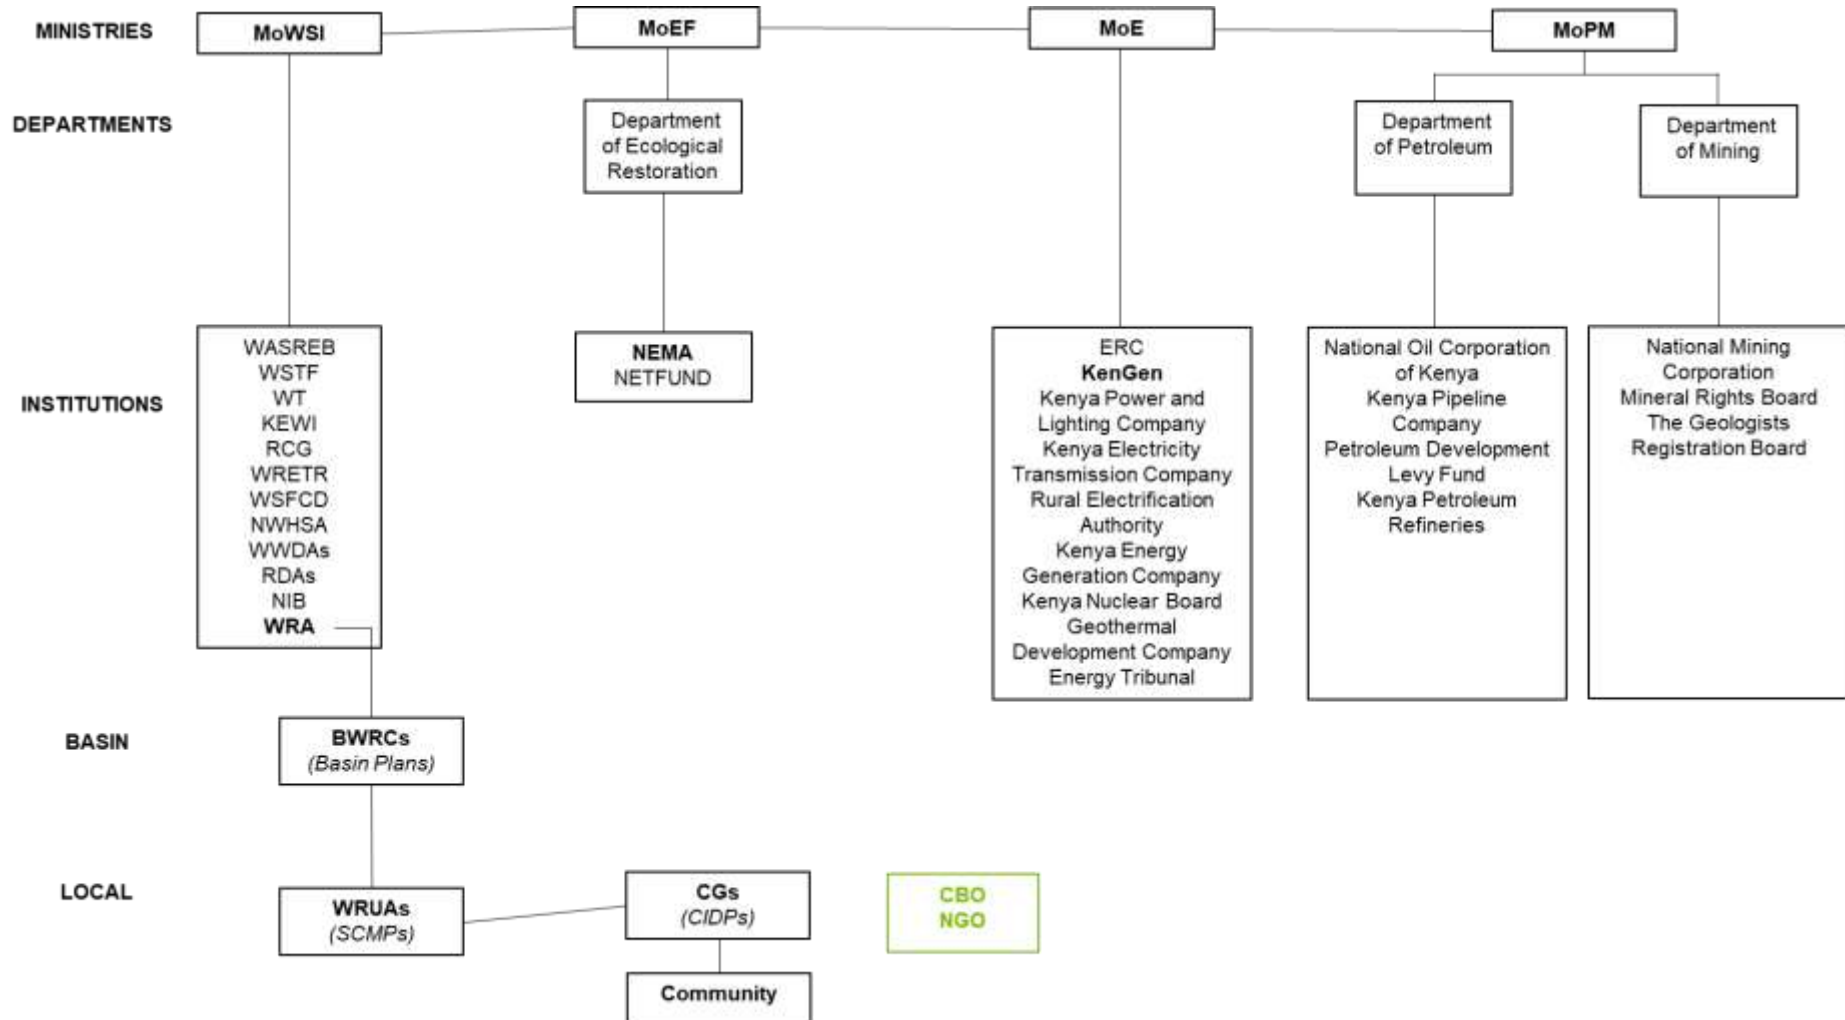 MINISTRIES
MoWSI
MoEF
MoE
MoPM
DEPARTMENTS
Department
of Ecological
Restoration
Department
of Petroleum
Department
of Mining
INSTITUTIONS
WASREB
WSTF
WT
KEWI
RCG
WRETR
WSFCD
NWHSA
WWDAs
RDAs
NIB
WRA
NEMA
NETFUND
ERC
KenGen
Kenya Power and
Lighting Company
Kenya Electricity
Transmission Company
Rural Electrification
Authority
Kenya Energy
Generation Company
Kenya Nuclear Board
Geothermal
Development Company
Energy Tribunal
National Oil Corporation
of Kenya
Kenya Pipeline
Company
Petroleum Development
Levy Fund
Kenya Petroleum
Refineries
National Mining
Corporation
Mineral Rights Board
The Geologists
Registration Board
BASIN
BWRCs
(Basin Plans)
LOCAL
WRUAs
(SCMPs)
CGs
(CIDPs)
CBO
NGO
Community